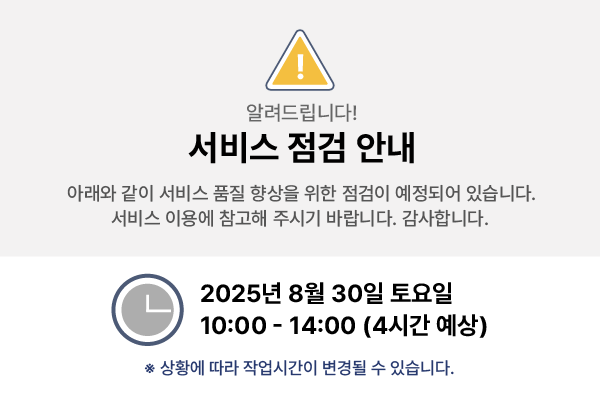 알려드립니다!
서비스 점검 안내
아래와 같이 서비스 품질 향상을 위한 점검이 예정되어 있습니다.
서비스 이용에 참고해 주시기 바랍니다. 감사합니다.
2025년 8월 30일 토요일
10:00 - 14:00 (4시간 예상)
※ 상황에 따라 작업시간이 변경될 수 있습니다.